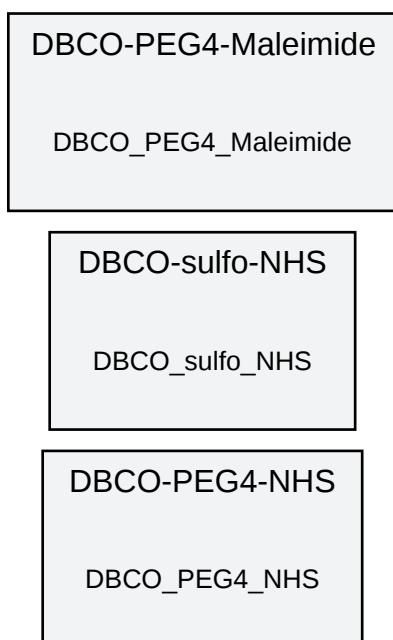 DBCO-PEG4-Maleimide
DBCO_PEG4_Maleimide
DBCO-sulfo-NHS
DBCO_sulfo_NHS
DBCO-PEG4-NHS
DBCO_PEG4_NHS